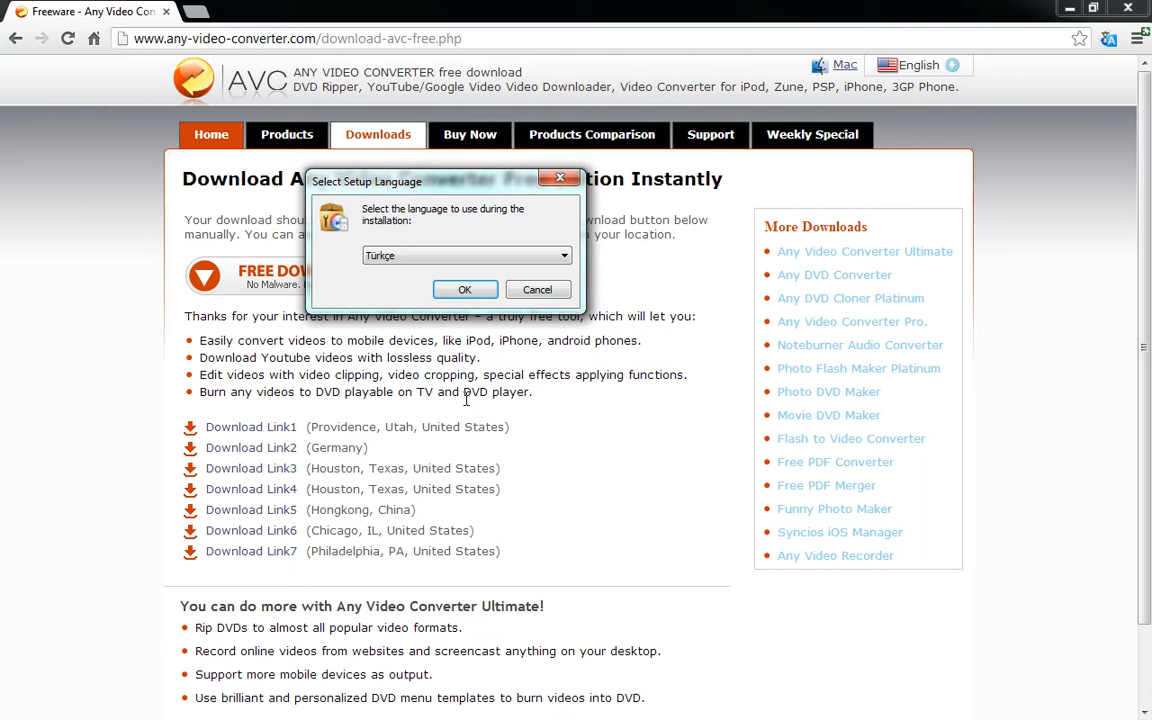 Freeware - Any Video Con
www.any-video-converter.com/download-avc-free.php
AVC
ANY VIDEO CONVERTER free download
DVD Ripper, YouTube/Google Video Video Downloader, Video Converter for iPod, Zune, PSP, iPhone, 3GP Phone.
Mac
English
Home Products Downloads Buy Now Products Comparison Support Weekly Special
Download A tion Instantly
Your download shou nload button below
manually. You can a your location.
Select Setup Language
Select the language to use during the
installation:
Türkçe
OK Cancel
FREE DOW
No Malware.
Thanks for your interest in Any Video Converter – a truly free tool, which will let you:
Easily convert videos to mobile devices, like iPod, iPhone, android phones.
Download Youtube videos with lossless quality.
Edit videos with video clipping, video cropping, special effects applying functions.
Burn any videos to DVD playable on TV and DVD player.
Download Link1 (Providence, Utah, United States)
Download Link2 (Germany)
Download Link3 (Houston, Texas, United States)
Download Link4 (Houston, Texas, United States)
Download Link5 (Hongkong, China)
Download Link6 (Chicago, IL, United States)
Download Link7 (Philadelphia, PA, United States)
You can do more with Any Video Converter Ultimate!
Rip DVDs to almost all popular video formats.
Record online videos from websites and screencast anything on your desktop.
Support more mobile devices as output.
Use brilliant and personalized DVD menu templates to burn videos into DVD.
More Downloads
Any Video Converter Ultimate
Any DVD Converter
Any DVD Cloner Platinum
Any Video Converter Pro.
Noteburner Audio Converter
Photo Flash Maker Platinum
Photo DVD Maker
Movie DVD Maker
Flash to Video Converter
Free PDF Converter
Free PDF Merger
Funny Photo Maker
Syncios iOS Manager
Any Video Recorder